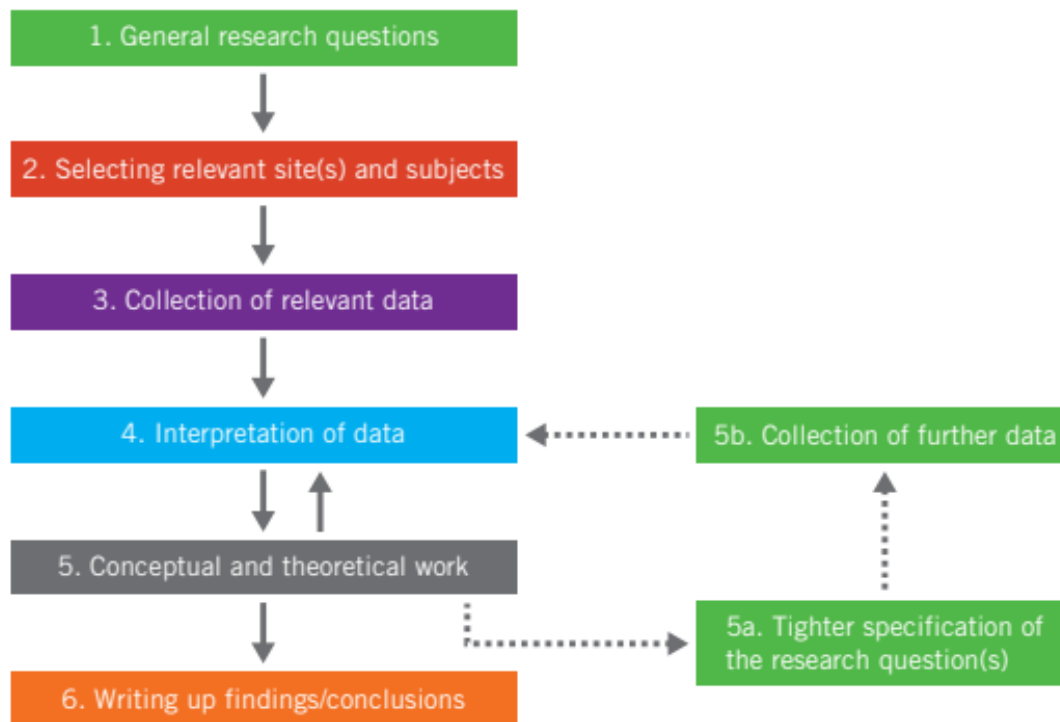 1. General research questions
2. Selecting relevant site(s) and subjects
3. Collection of relevant data
4. Interpretation of data
5b. Collection of further data
5. Conceptual and theoretical work
5a. Tighter specification of
the research question(s)
6. Writing up findings/conclusions